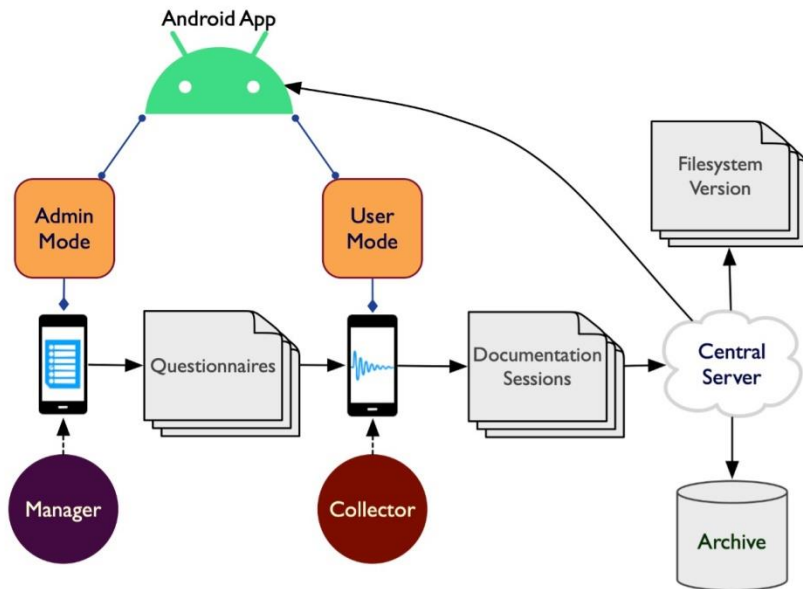 Android App
Admin
Mode
User
Mode
Filesystem
Version
Questionnaires
Documentation
Sessions
Central
Server
Manager
Collector
Archive